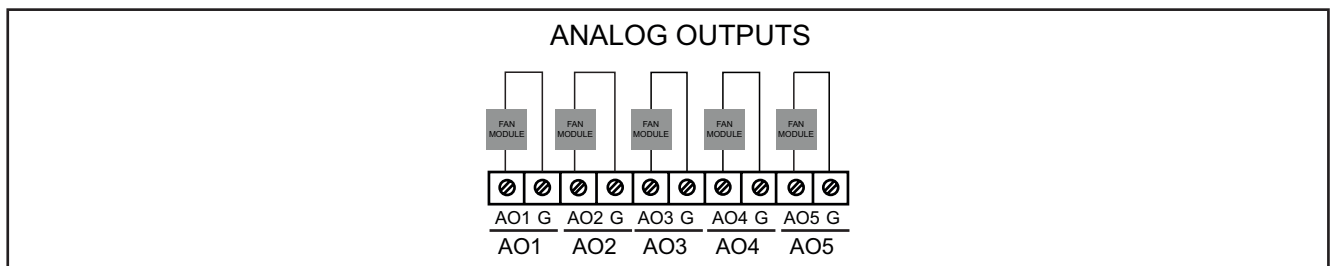 ANALOG OUTPUTS
FAN MODULE FAN MODULE FAN MODULE FAN MODULE FAN MODULE
AO1 G AO2 G AO3 G AO4 G AO5 G
AO1 AO2 AO3 AO4 AO5